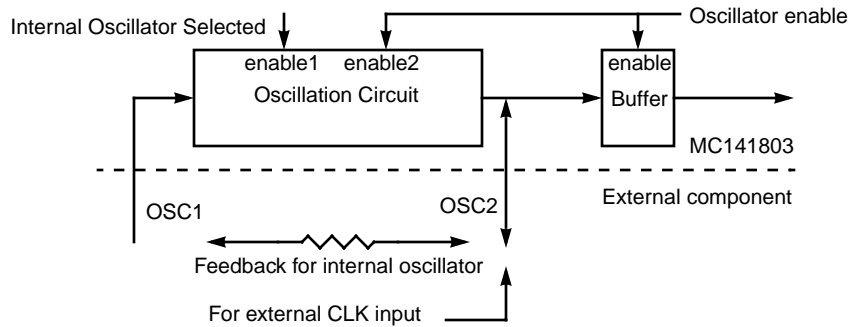 Internal Oscillator Selected
Oscillator enable
enable1
enable2
enable
Oscillation Circuit
Buffer
MC141803
External component
OSC1
OSC2
Feedback for internal oscillator
For external CLK input